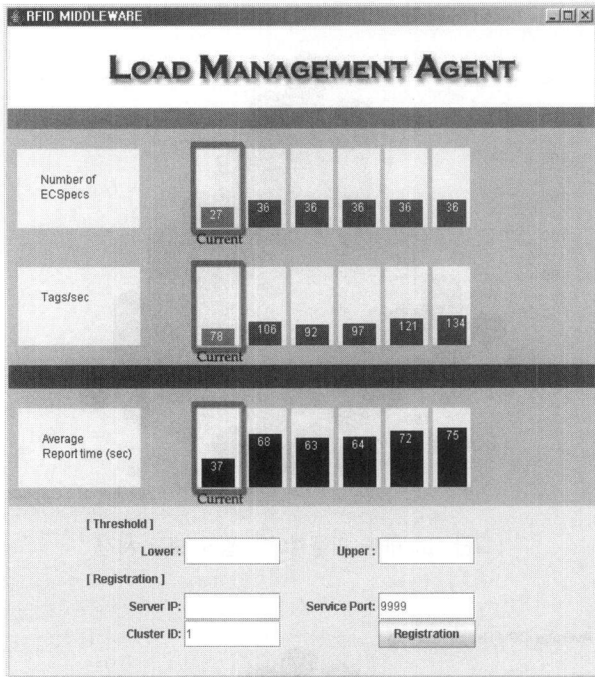 RFID MIDDLEWARE
LOAD MANAGEMENT AGENT
Number of
ECSpecs
27 36 36 36 36 36
Current
Tags/sec
78 106 92 97 121 134
Current
Average
Report time (sec)
37 68 63 64 72 75
Current
[ Threshold ]
Lower : Upper :
[ Registration ]
Server IP: Service Port: 9999
Cluster ID: 1 Registration